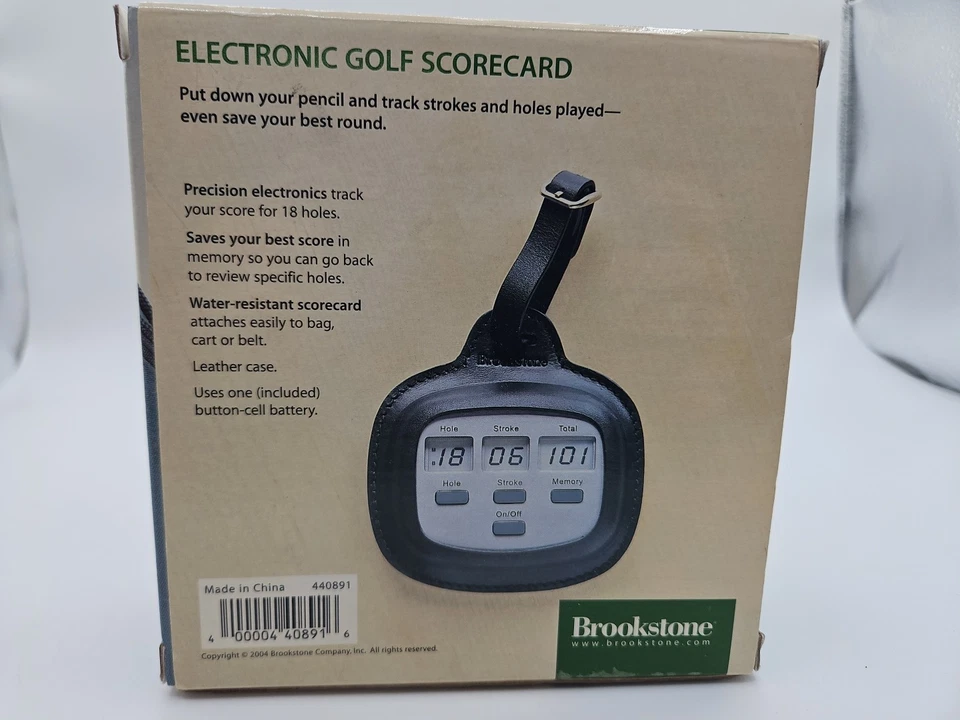 ELECTRONIC GOLF SCORECARD
Put down your pencil and track strokes and holes played—
even save your best round.
Precision electronics track
your score for 18 holes.
Saves your best score in
memory so you can go back
to review specific holes.
Water-resistant scorecard
attaches easily to bag,
cart or belt.
Leather case.
Uses one (included)
button-cell battery.
Brookstone
Hole Stroke Total
:18 06 101
Hole Stroke Memory
On/Off
Made in China 440891
4 00004 40891 6
Copyright © 2004 Brookstone Company, Inc. All rights reserved.
Brookstone
www.brookstone.com